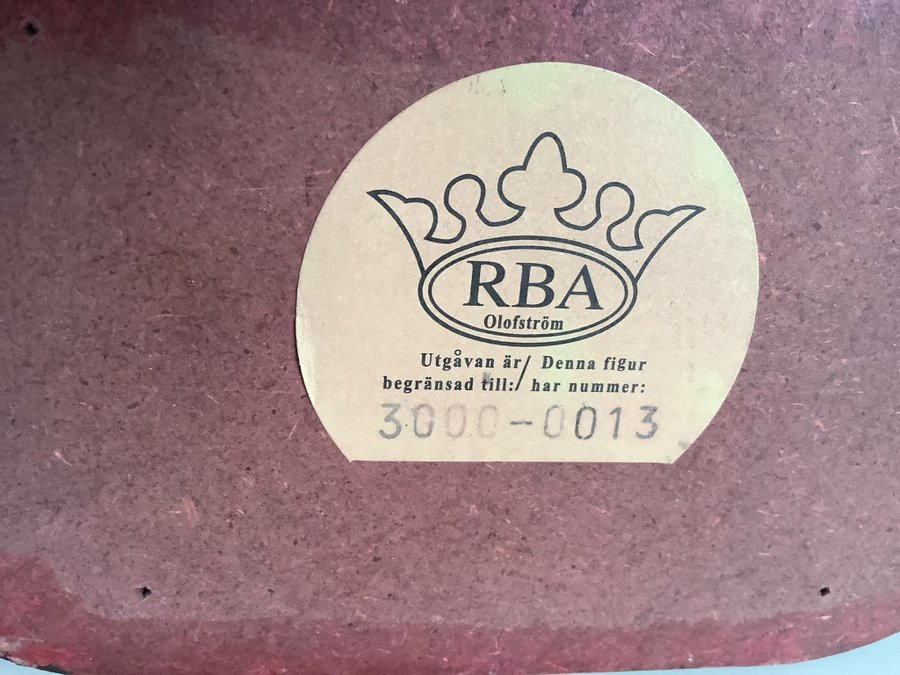 RBA
Olofström
Utgåvan är/ Denna figur
begränsad till:/ har nummer:
3000-0013